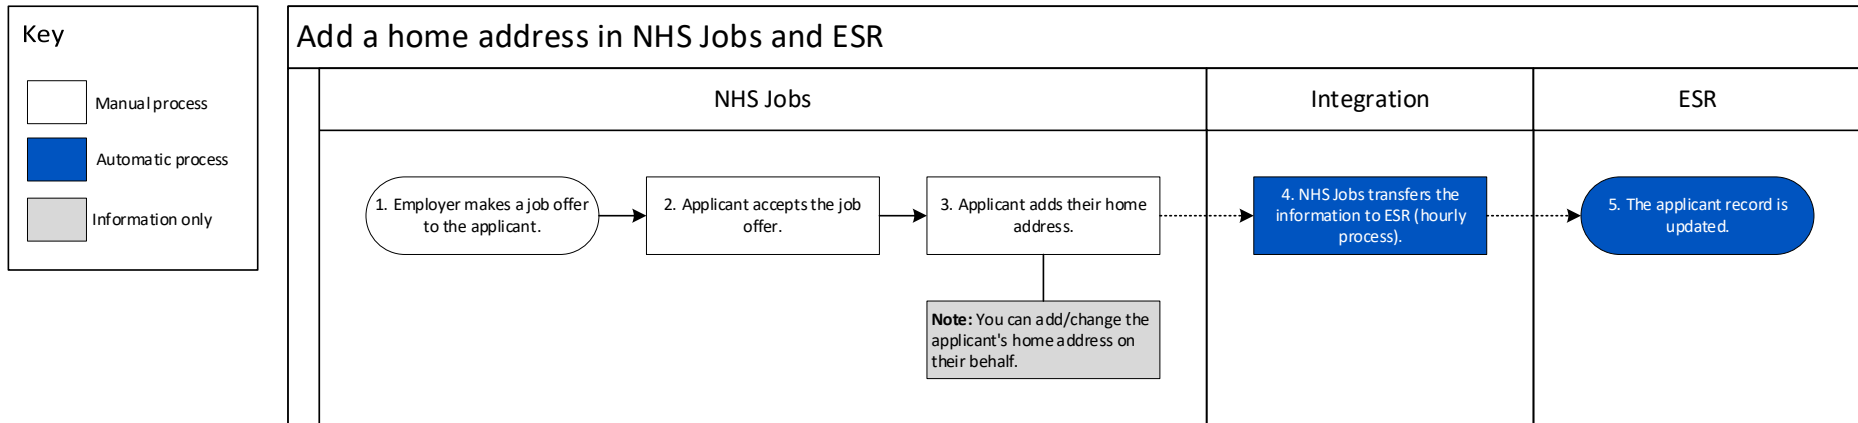 Key
Manual process
Automatic process
Information only
Add a home address in NHS Jobs and ESR
NHS Jobs
Integration
ESR
1. Employer makes a job offer
to the applicant.
2. Applicant accepts the job
offer.
3. Applicant adds their home
address.
4. NHS Jobs transfers the
information to ESR (hourly
process).
5. The applicant record is
updated.
Note: You can add/change the
applicant's home address on
their behalf.